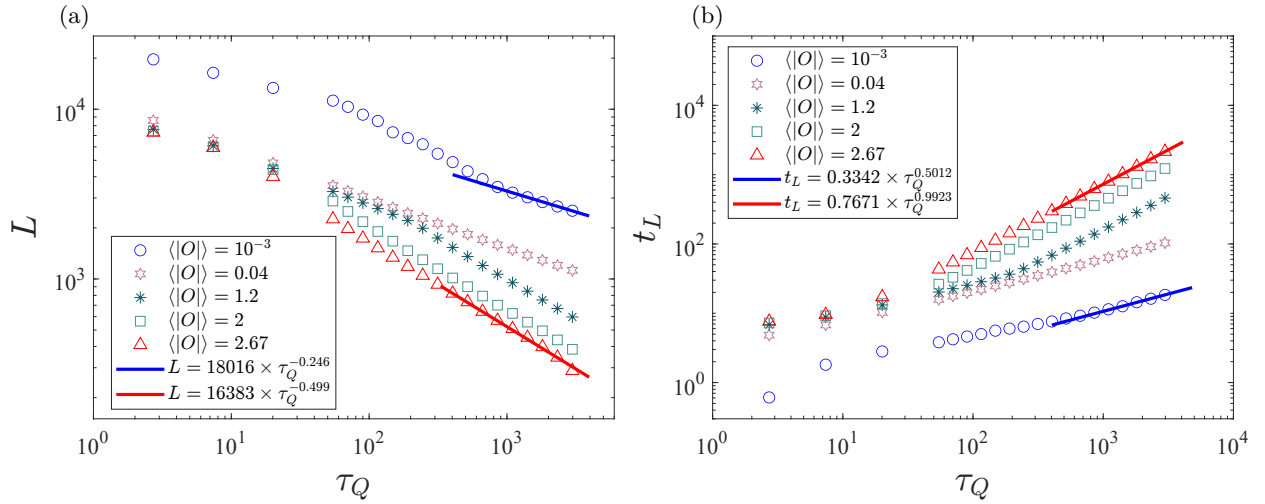 (a)
10^4
10^3
L
⟨|O|⟩ = 10^{-3}
⟨|O|⟩ = 0.04
⟨|O|⟩ = 1.2
⟨|O|⟩ = 2
⟨|O|⟩ = 2.67
L = 18016 × τ_Q^{-0.246}
L = 16383 × τ_Q^{-0.499}
10^0 10^1 10^2 10^3
τ_Q
(b)
10^4
10^2
10^0
t_L
⟨|O|⟩ = 10^{-3}
⟨|O|⟩ = 0.04
⟨|O|⟩ = 1.2
⟨|O|⟩ = 2
⟨|O|⟩ = 2.67
t_L = 0.3342 × τ_Q^{0.5012}
t_L = 0.7671 × τ_Q^{0.9923}
10^0 10^1 10^2 10^3 10^4
τ_Q